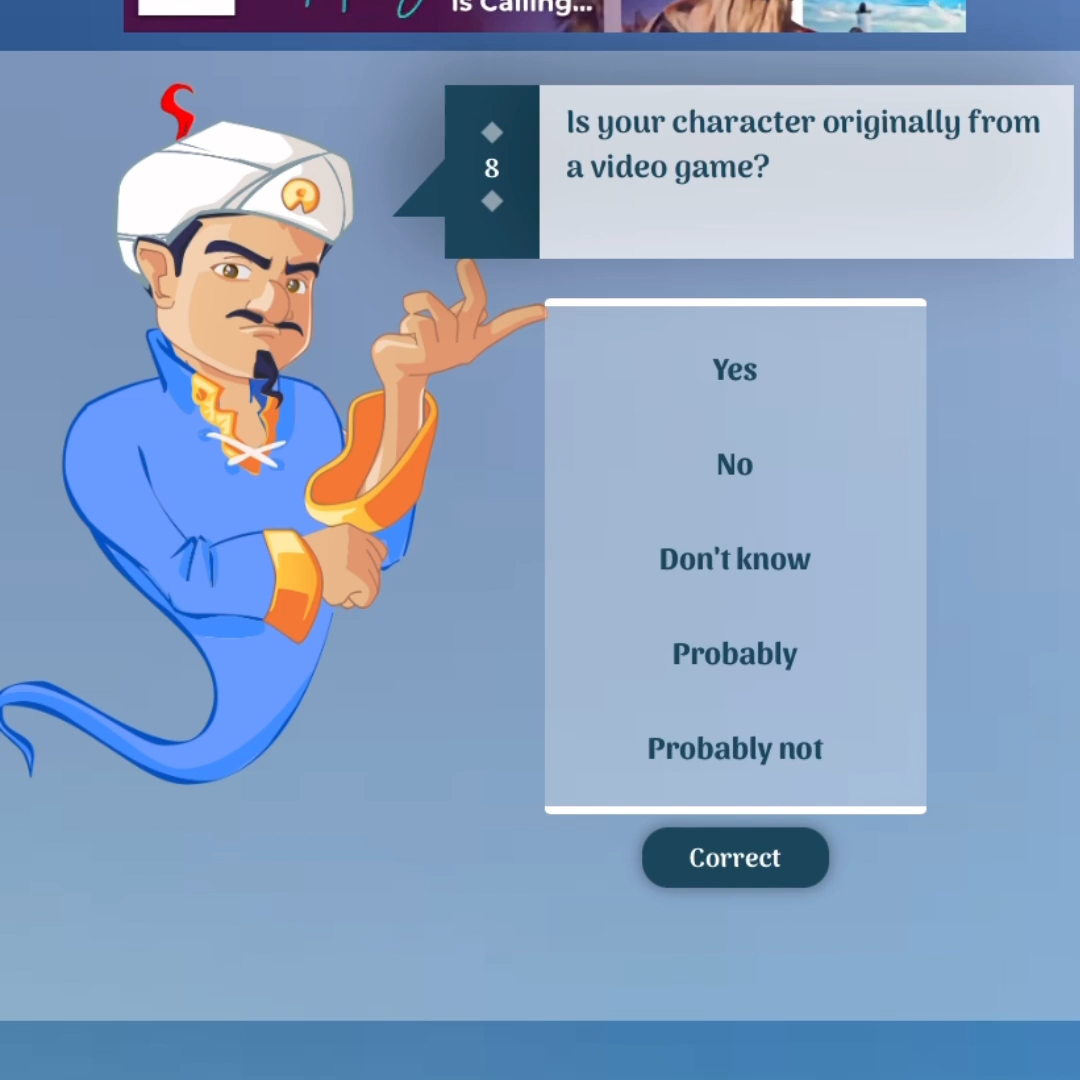 is Calling...
8
Is your character originally from
a video game?
Yes
No
Don't know
Probably
Probably not
Correct